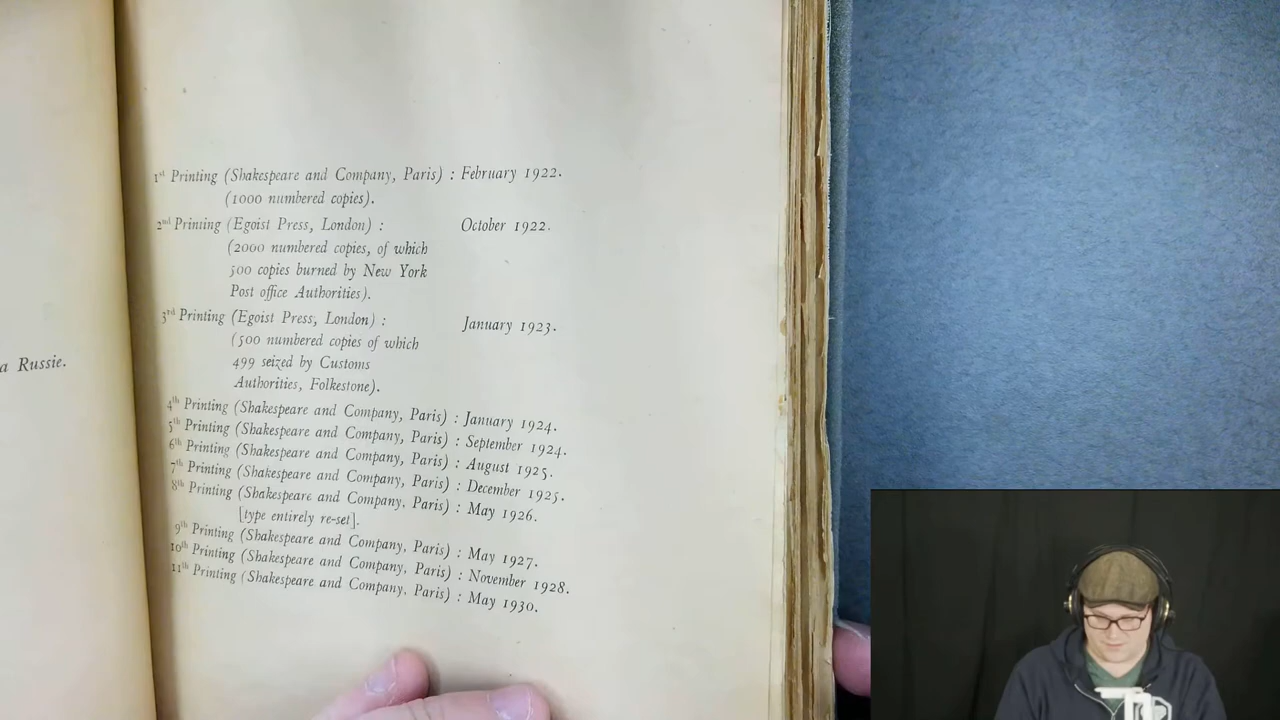 a Russie.
1st Printing (Shakespeare and Company, Paris) : February 1922.
(1000 numbered copies).
2nd Printing (Egoist Press, London) : October 1922.
(2000 numbered copies, of which
500 copies burned by New York
Post office Authorities).
3rd Printing (Egoist Press, London) : January 1923.
(500 numbered copies of which
499 seized by Customs
Authorities, Folkestone).
4th Printing (Shakespeare and Company, Paris) : January 1924.
5th Printing (Shakespeare and Company, Paris) : September 1924.
6th Printing (Shakespeare and Company, Paris) : August 1925.
7th Printing (Shakespeare and Company, Paris) : December 1925.
8th Printing (Shakespeare and Company, Paris) : May 1926.
[type entirely re-set].
9th Printing (Shakespeare and Company, Paris) : May 1927.
10th Printing (Shakespeare and Company, Paris) : November 1928.
11th Printing (Shakespeare and Company, Paris) : May 1930.